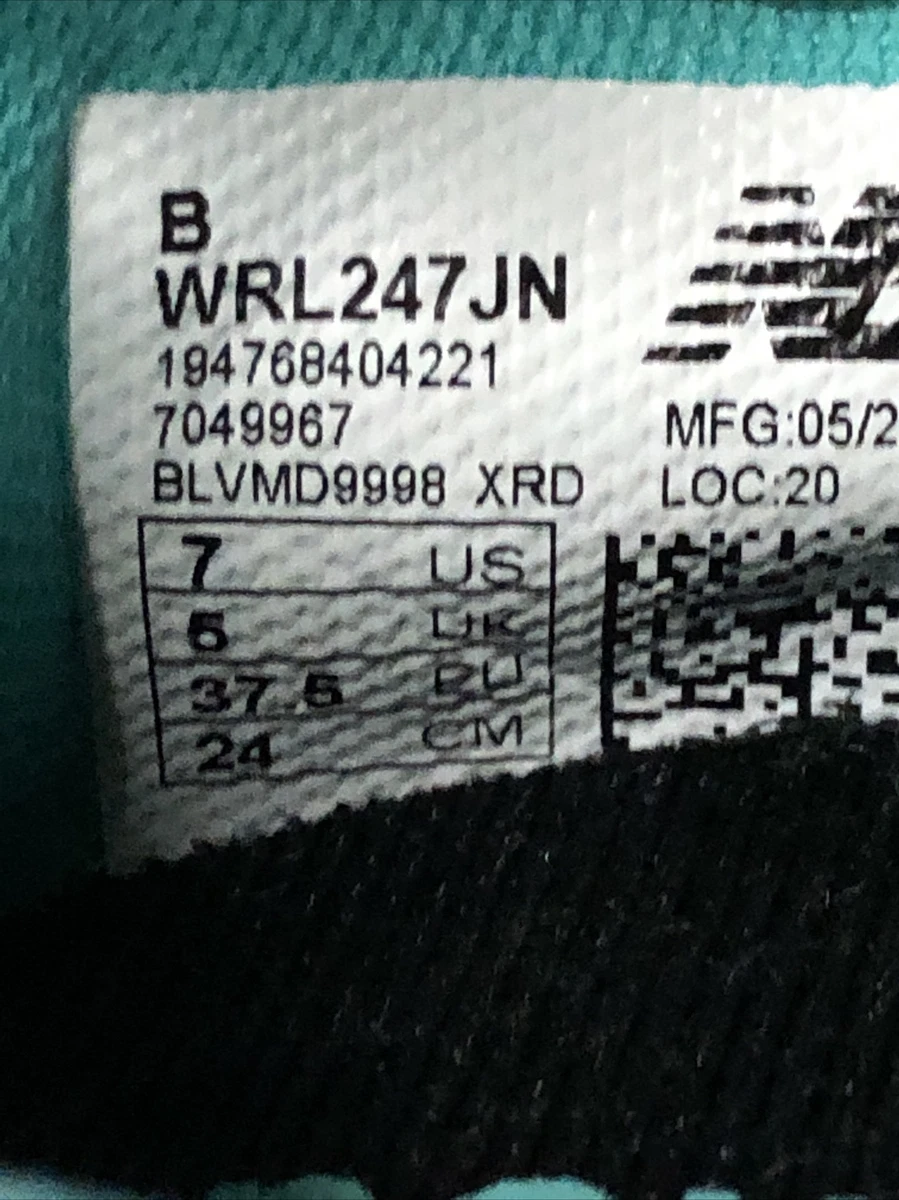 B
WRL247JN
194768404221
7049967
MFG:05/2
BLVMD9998 XRD
LOC:20
7 US
5 UK
37.5 EU
24 CM